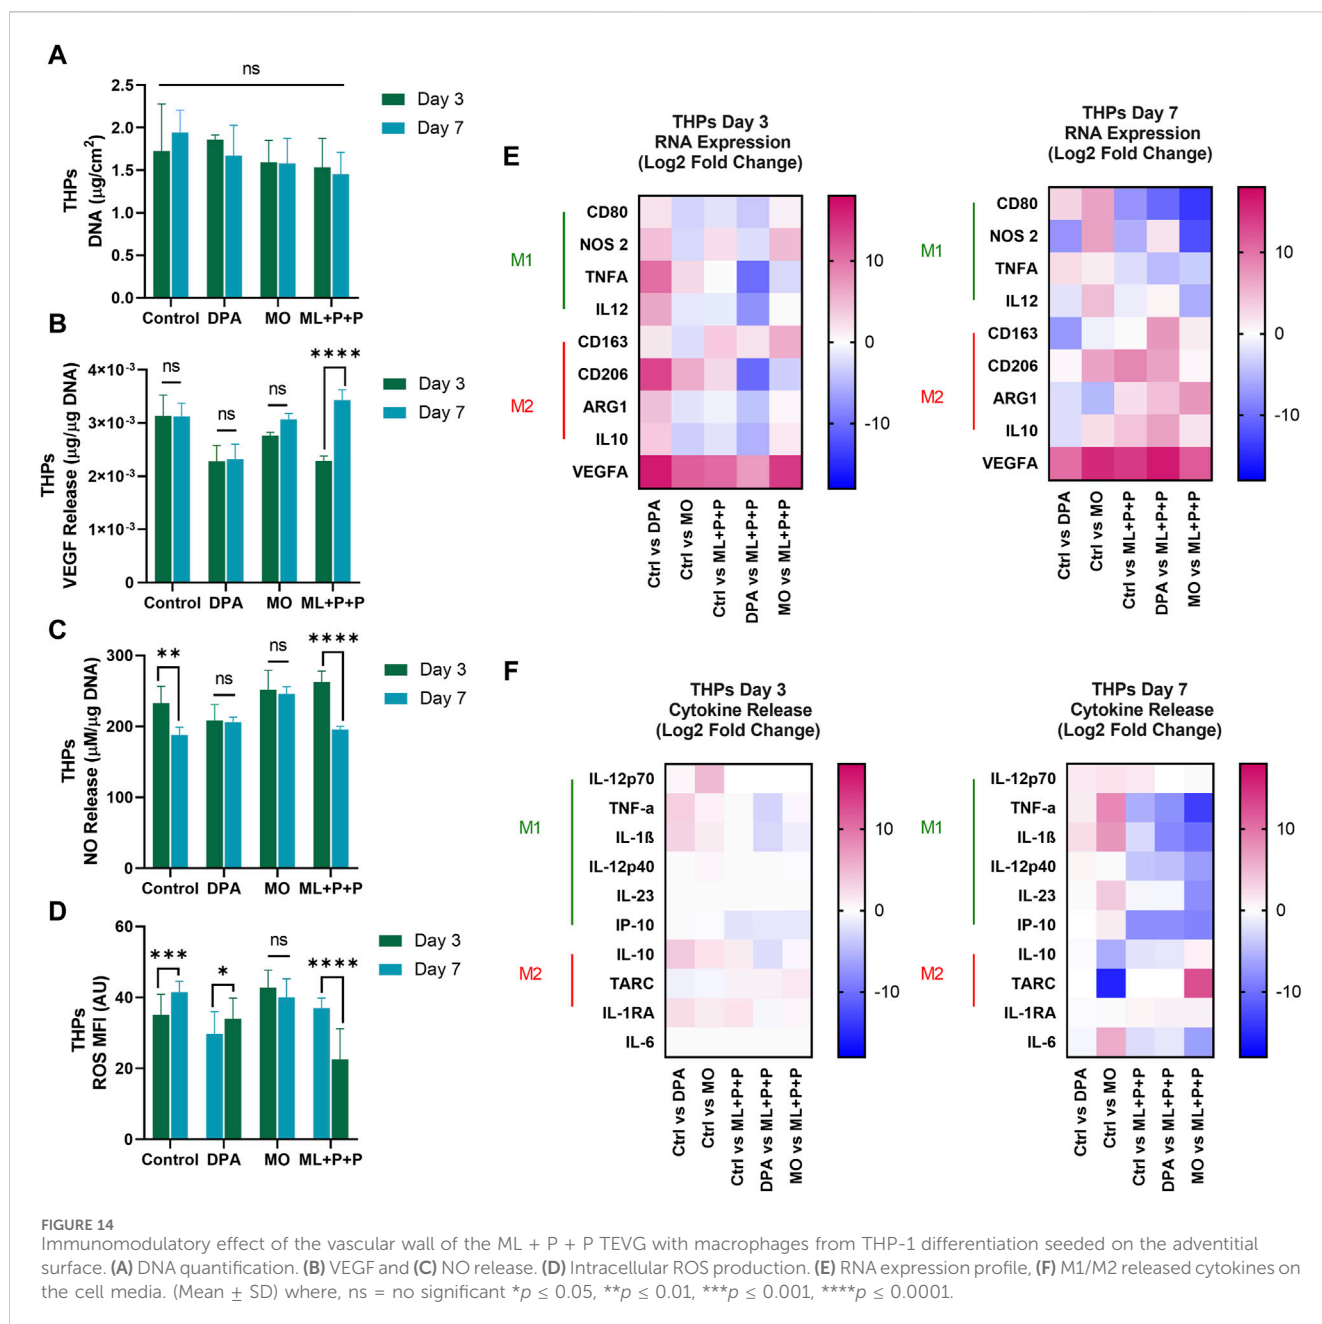 A
ns
2.5
2.0
1.5
1.0
0.5
0.0
THPs
DNA (µg/cm²)
Control DPA MO ML+P+P
Day 3
Day 7
B
ns ns ns ****
4×10⁻³
3×10⁻³
2×10⁻³
1×10⁻³
0
THPs
VEGF Release (µg/µg DNA)
Control DPA MO ML+P+P
Day 3
Day 7
C
** ns ns ****
300
200
100
0
THPs
NO Release (µM/µg DNA)
Control DPA MO ML+P+P
Day 3
Day 7
D
*** * ns ****
60
40
20
0
THPs
ROS MFI (AU)
Control DPA MO ML+P+P
Day 3
Day 7
E
THPs Day 3
RNA Expression
(Log2 Fold Change)
M1
M2
CD80
NOS 2
TNFA
IL12
CD163
CD206
ARG1
IL10
VEGFA
10
0
-10
Ctrl vs DPA
Ctrl vs MO
Ctrl vs ML+P+P
DPA vs ML+P+P
MO vs ML+P+P
THPs Day 7
RNA Expression
(Log2 Fold Change)
M1
M2
CD80
NOS 2
TNFA
IL12
CD163
CD206
ARG1
IL10
VEGFA
10
0
-10
Ctrl vs DPA
Ctrl vs MO
Ctrl vs ML+P+P
DPA vs ML+P+P
MO vs ML+P+P
F
THPs Day 3
Cytokine Release
(Log2 Fold Change)
M1
M2
IL-12p70
TNF-a
IL-1ß
IL-12p40
IL-23
IP-10
IL-10
TARC
IL-1RA
IL-6
10
0
-10
Ctrl vs DPA
Ctrl vs MO
Ctrl vs ML+P+P
DPA vs ML+P+P
MO vs ML+P+P
THPs Day 7
Cytokine Release
(Log2 Fold Change)
M1
M2
IL-12p70
TNF-a
IL-1ß
IL-12p40
IL-23
IP-10
IL-10
TARC
IL-1RA
IL-6
10
0
-10
Ctrl vs DPA
Ctrl vs MO
Ctrl vs ML+P+P
DPA vs ML+P+P
MO vs ML+P+P
FIGURE 14
Immunomodulatory effect of the vascular wall of the ML + P + P TEVG with macrophages from THP-1 differentiation seeded on the adventitial
surface. (A) DNA quantification. (B) VEGF and (C) NO release. (D) Intracellular ROS production. (E) RNA expression profile, (F) M1/M2 released cytokines on
the cell media. (Mean ± SD) where, ns = no significant *p ≤ 0.05, **p ≤ 0.01, ***p ≤ 0.001, ****p ≤ 0.0001.